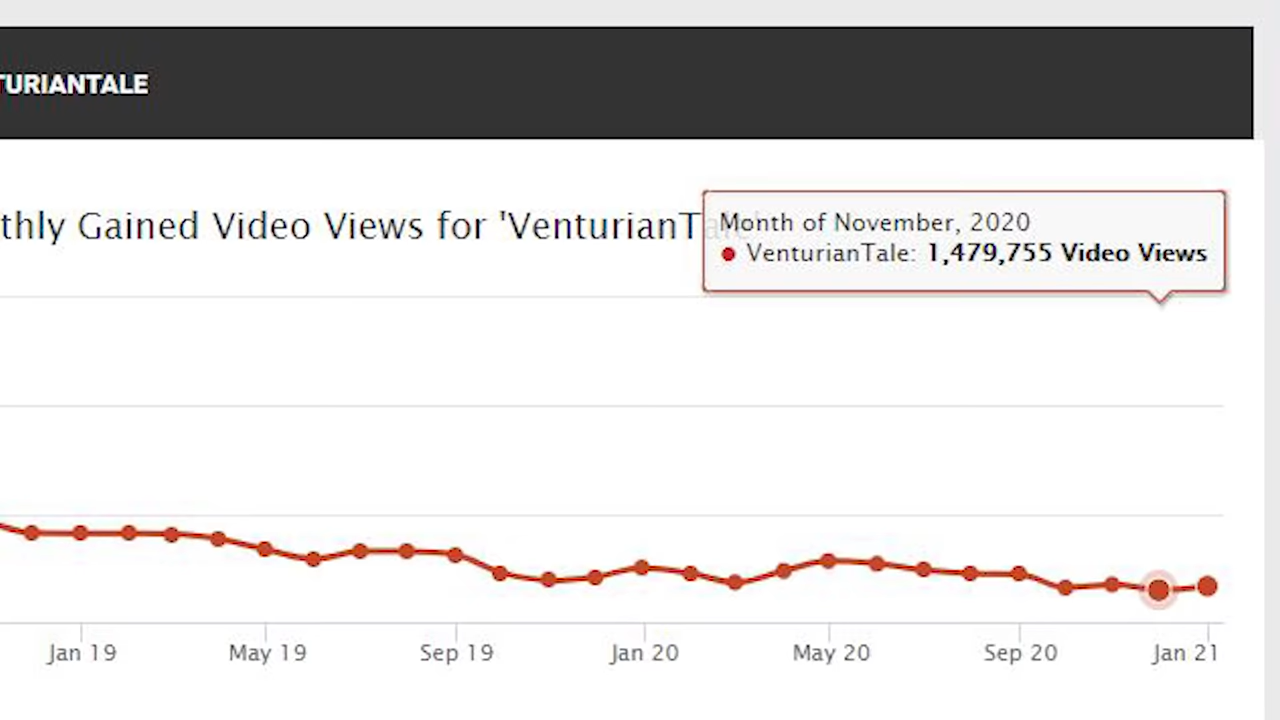 TURIANTALE
thly Gained Video Views for 'VenturianTale'
Month of November, 2020
VenturianTale: 1,479,755 Video Views
Jan 19
May 19
Sep 19
Jan 20
May 20
Sep 20
Jan 21